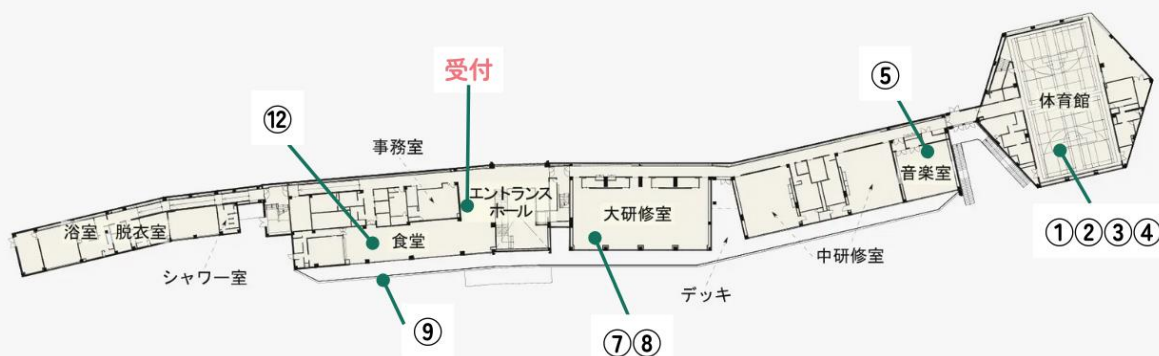 受付
⑤
体育館
⑫
事務室
音楽室
エントランス
ホール
大研修室
浴室
脱衣室
食堂
①②③④
シャワー室
中研修室
デッキ
⑨
⑦⑧